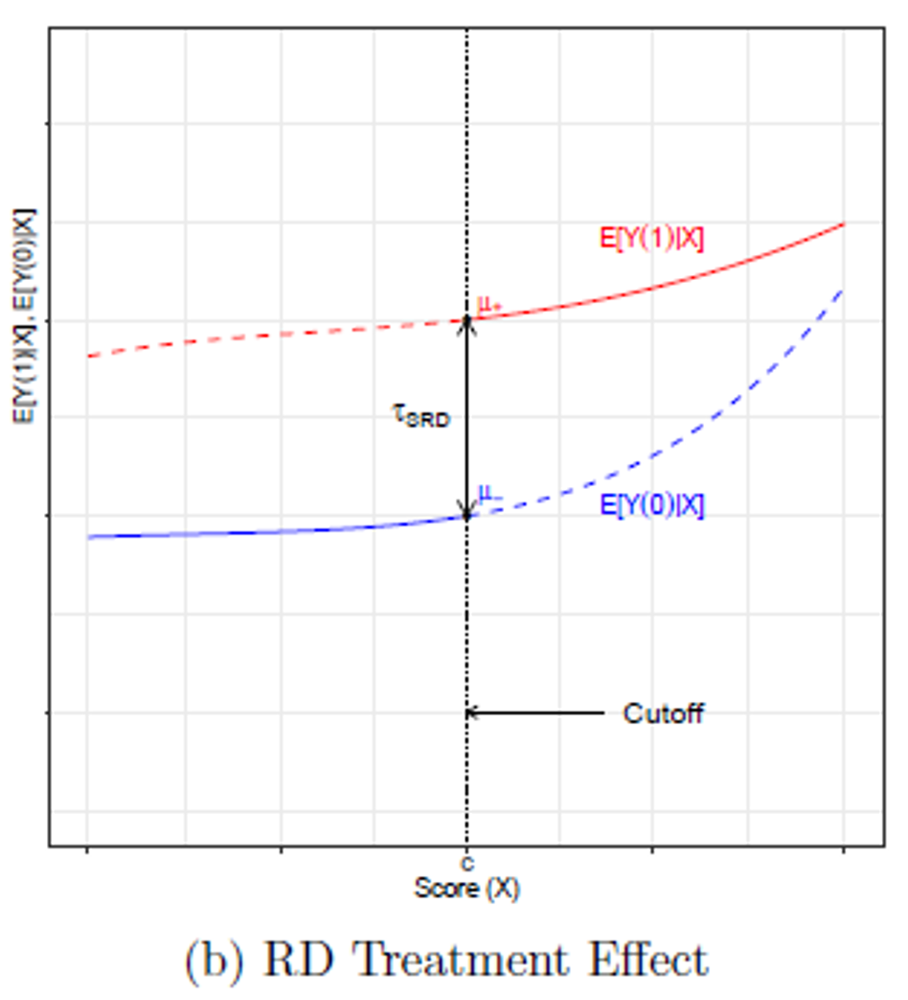 E[Y(1)|X], E[Y(0)|X]
E[Y(1)|X]
μ+
τSRD
μ−
E[Y(0)|X]
Cutoff
c
Score (X)
(b) RD Treatment Effect